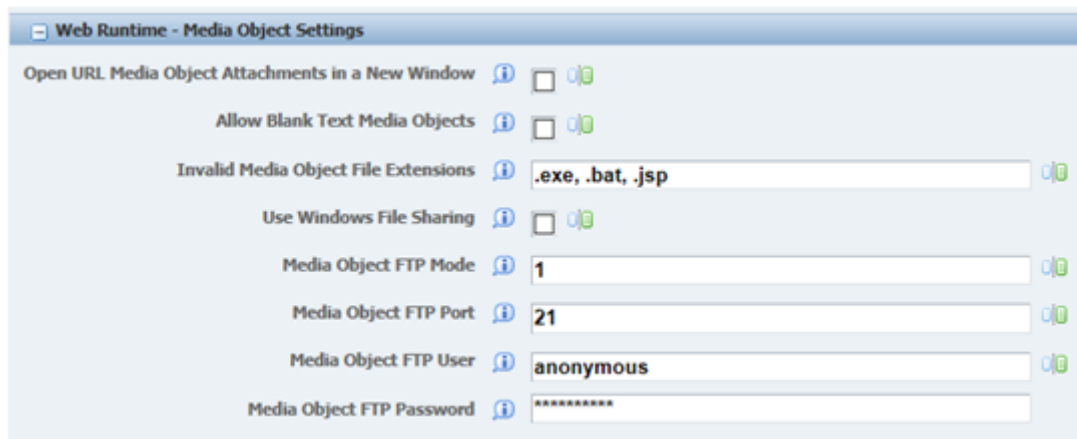 Web Runtime - Media Object Settings
Open URL Media Object Attachments in a New Window
Allow Blank Text Media Objects
Invalid Media Object File Extensions .exe, .bat, .jsp
Use Windows File Sharing
Media Object FTP Mode 1
Media Object FTP Port 21
Media Object FTP User anonymous
Media Object FTP Password **********